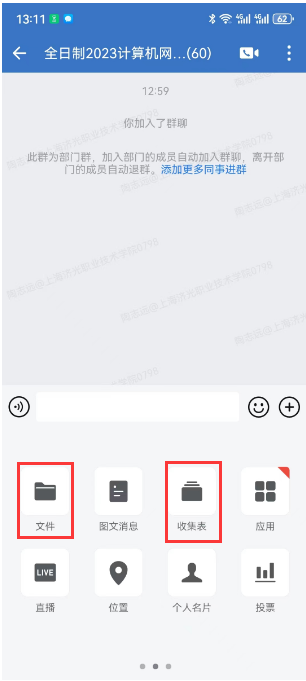 13:11 62
全日制2023计算机网...(60)
12:59
你加入了群聊
此群为部门群，加入部门的成员自动加入群聊，离开部
门的成员自动退群。添加更多同事进群
文件 图文消息 收集表 应用
LIVE
直播 位置 个人名片 投票